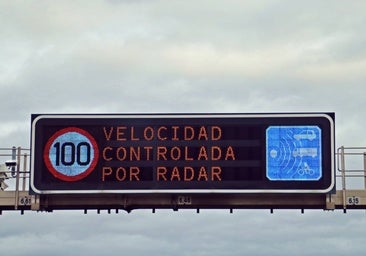 100
VELOCIDAD
CONTROLADA
POR RADAR